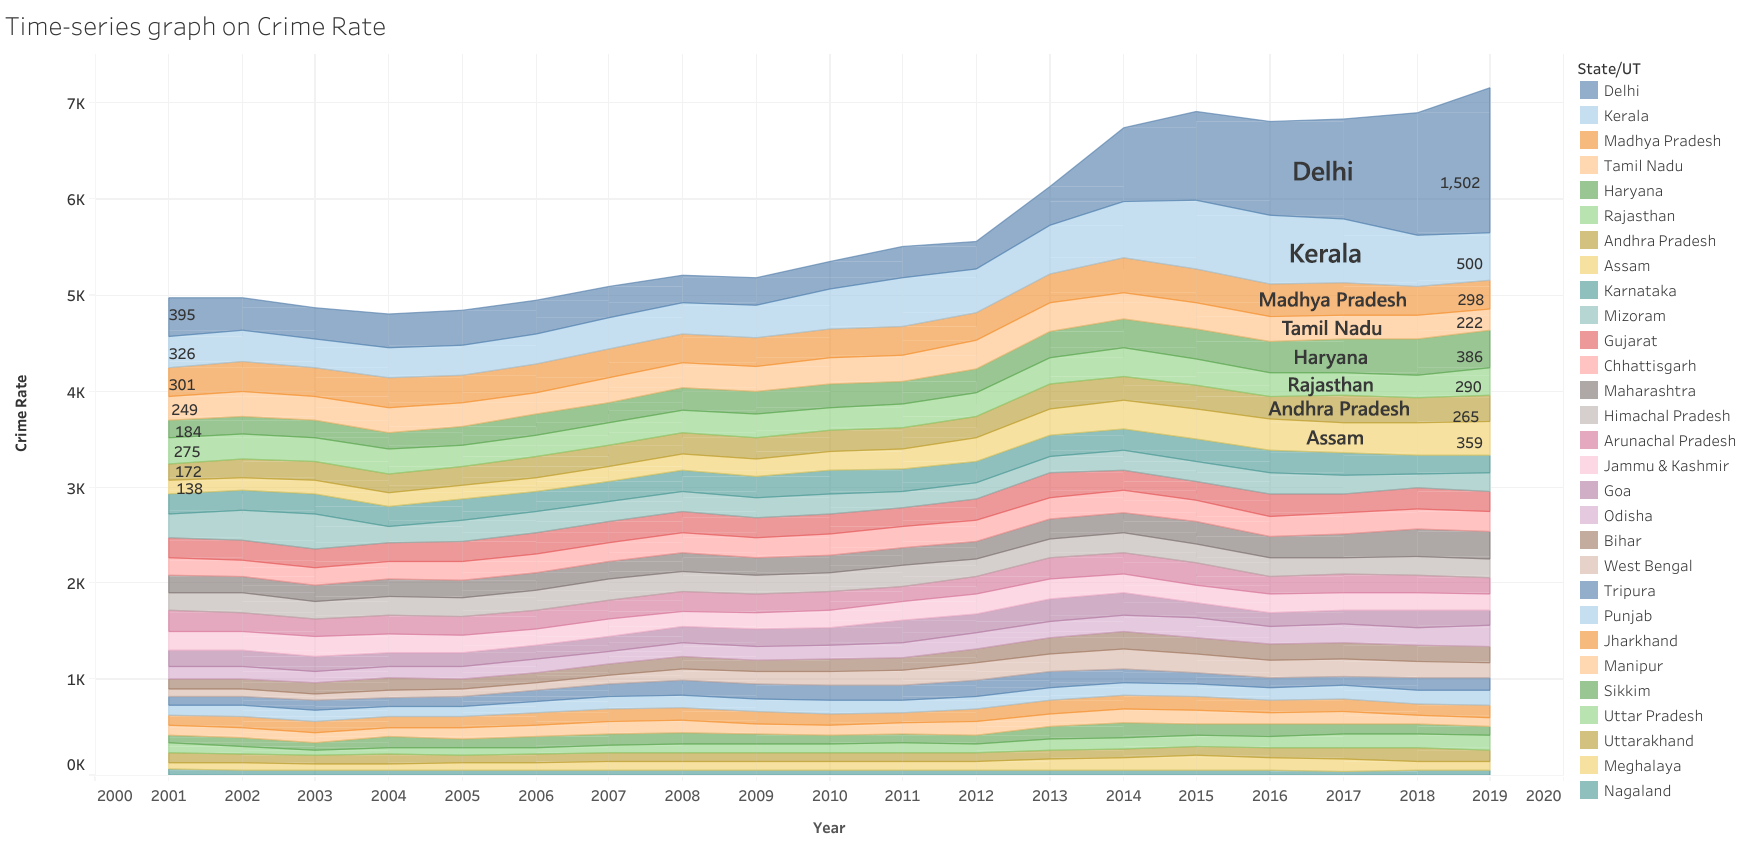 Time-series graph on Crime Rate
State/UT
Delhi
Kerala
Madhya Pradesh
Tamil Nadu
Haryana
Rajasthan
Andhra Pradesh
Assam
Karnataka
Mizoram
Gujarat
Chhattisgarh
Maharashtra
Himachal Pradesh
Arunachal Pradesh
Jammu & Kashmir
Goa
Odisha
Bihar
West Bengal
Tripura
Punjab
Jharkhand
Manipur
Sikkim
Uttar Pradesh
Uttarakhand
Meghalaya
Nagaland
7K
6K
5K
4K
3K
2K
1K
0K
Crime Rate
395
326
301
249
184
275
172
138
Delhi
1,502
Kerala
500
Madhya Pradesh
298
Tamil Nadu
222
Haryana
386
Rajasthan
290
Andhra Pradesh
265
Assam
359
2000 2001 2002 2003 2004 2005 2006 2007 2008 2009 2010 2011 2012 2013 2014 2015 2016 2017 2018 2019 2020
Year